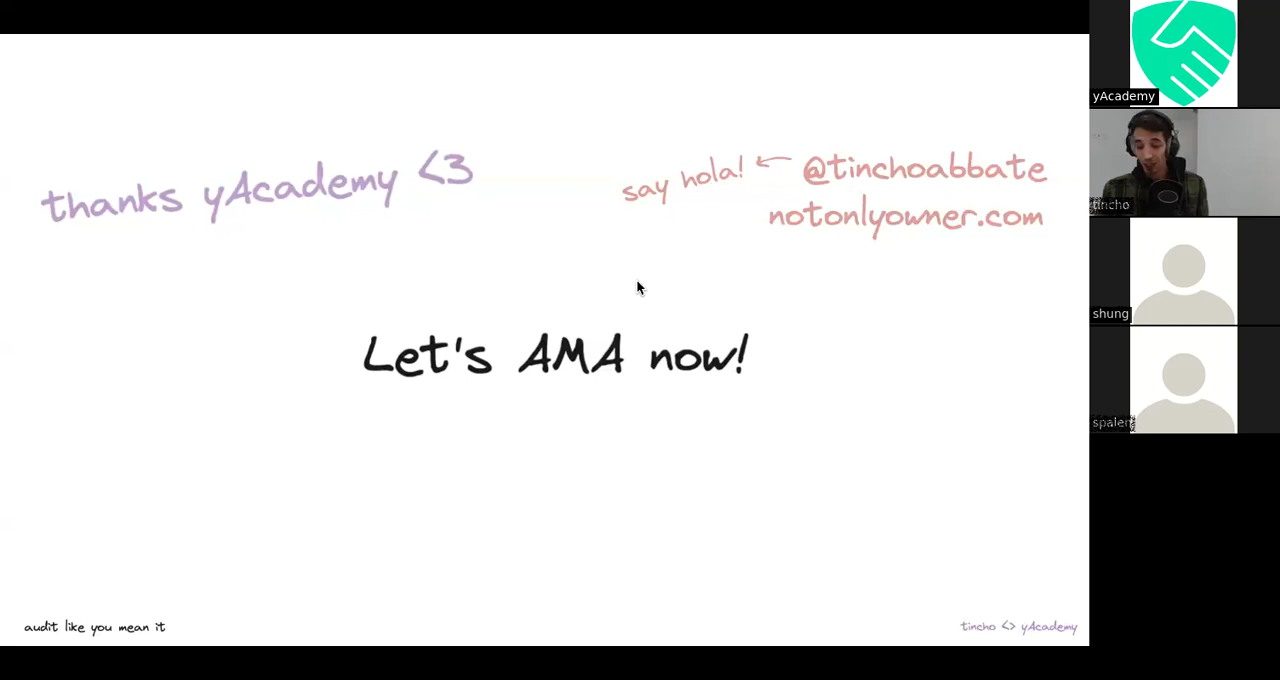 thanks yAcademy <3
say hola! ← @tinchoabbate
notonlyowner.com
Let's AMA now!
audit like you mean it
tincho <> yAcademy
yAcademy
tincho
shung
spalen